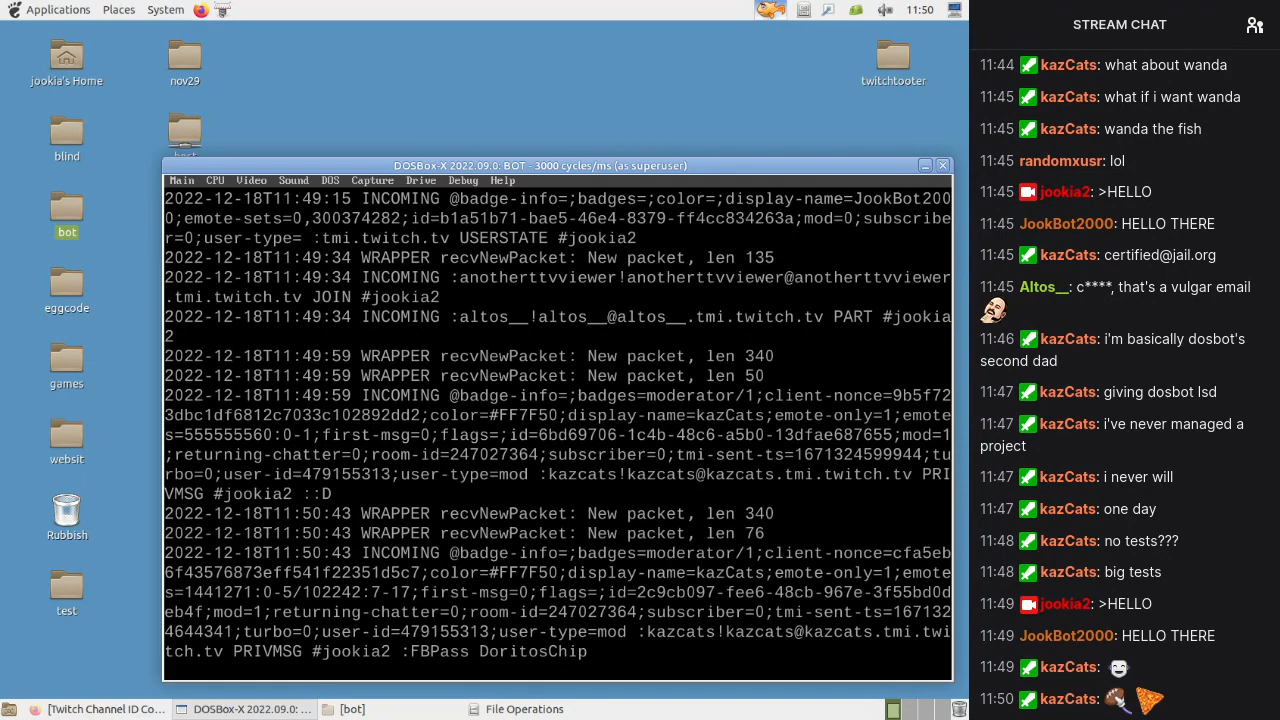 Applications Places System 11:50
jookia's Home
nov29
twitchtooter
blind
bot
eggcode
games
websit
Rubbish
test
DOSBox-X 2022.09.0: BOT - 3000 cycles/ms (as superuser)
Main CPU Video Sound DOS Capture Drive Debug Help
2022-12-18T11:49:15 INCOMING @badge-info=;badges=;color=;display-name=JookBot200
0;emote-sets=0,300374282;id=b1a51b71-bae5-46e4-8379-ff4cc834263a;mod=0;subscribe
r=0;user-type= :tmi.twitch.tv USERSTATE #jookia2
2022-12-18T11:49:34 WRAPPER recvNewPacket: New packet, len 135
2022-12-18T11:49:34 INCOMING :anotherttvviewer!anotherttvviewer@anotherttvviewer
.tmi.twitch.tv JOIN #jookia2
2022-12-18T11:49:34 INCOMING :altos__!altos__@altos__.tmi.twitch.tv PART #jookia
2
2022-12-18T11:49:59 WRAPPER recvNewPacket: New packet, len 340
2022-12-18T11:49:59 WRAPPER recvNewPacket: New packet, len 50
2022-12-18T11:49:59 INCOMING @badge-info=;badges=moderator/1;client-nonce=9b5f72
3dbc1df6812c7033c102892dd2;color=#FF7F50;display-name=kazCats;emote-only=1;emote
s=555555560:0-1;first-msg=0;flags=;id=6bd69706-1c4b-48c6-a5b0-13dfae687655;mod=1
;returning-chatter=0;room-id=247027364;subscriber=0;tmi-sent-ts=1671324599944;tu
rbo=0;user-id=479155313;user-type=mod :kazcats!kazcats@kazcats.tmi.twitch.tv PRI
VMSG #jookia2 ::D
2022-12-18T11:50:43 WRAPPER recvNewPacket: New packet, len 340
2022-12-18T11:50:43 WRAPPER recvNewPacket: New packet, len 76
2022-12-18T11:50:43 INCOMING @badge-info=;badges=moderator/1;client-nonce=cfa5eb
6f43576873eff541f22351d5c7;color=#FF7F50;display-name=kazCats;emote-only=1;emote
s=1441271:0-5/102242:7-17;first-msg=0;flags=;id=2c9cb097-fee6-48cb-967e-3f55bd0d
eb4f;mod=1;returning-chatter=0;room-id=247027364;subscriber=0;tmi-sent-ts=167132
4644341;turbo=0;user-id=479155313;user-type=mod :kazcats!kazcats@kazcats.tmi.twi
tch.tv PRIVMSG #jookia2 :FBPass DoritosChip
[Twitch Channel ID Co... DOSBox-X 2022.09.0: ... [bot] File Operations
STREAM CHAT
11:44 kazCats: what about wanda
11:45 kazCats: what if i want wanda
11:45 kazCats: wanda the fish
11:45 randomxusr: lol
11:45 jookia2: >HELLO
11:45 JookBot2000: HELLO THERE
11:45 kazCats: certified@jail.org
11:45 Altos__: c****, that's a vulgar email
11:46 kazCats: i'm basically dosbot's
second dad
11:47 kazCats: giving dosbot lsd
11:47 kazCats: i've never managed a
project
11:47 kazCats: i never will
11:47 kazCats: one day
11:48 kazCats: no tests???
11:48 kazCats: big tests
11:49 jookia2: >HELLO
11:49 JookBot2000: HELLO THERE
11:49 kazCats:
11:50 kazCats: